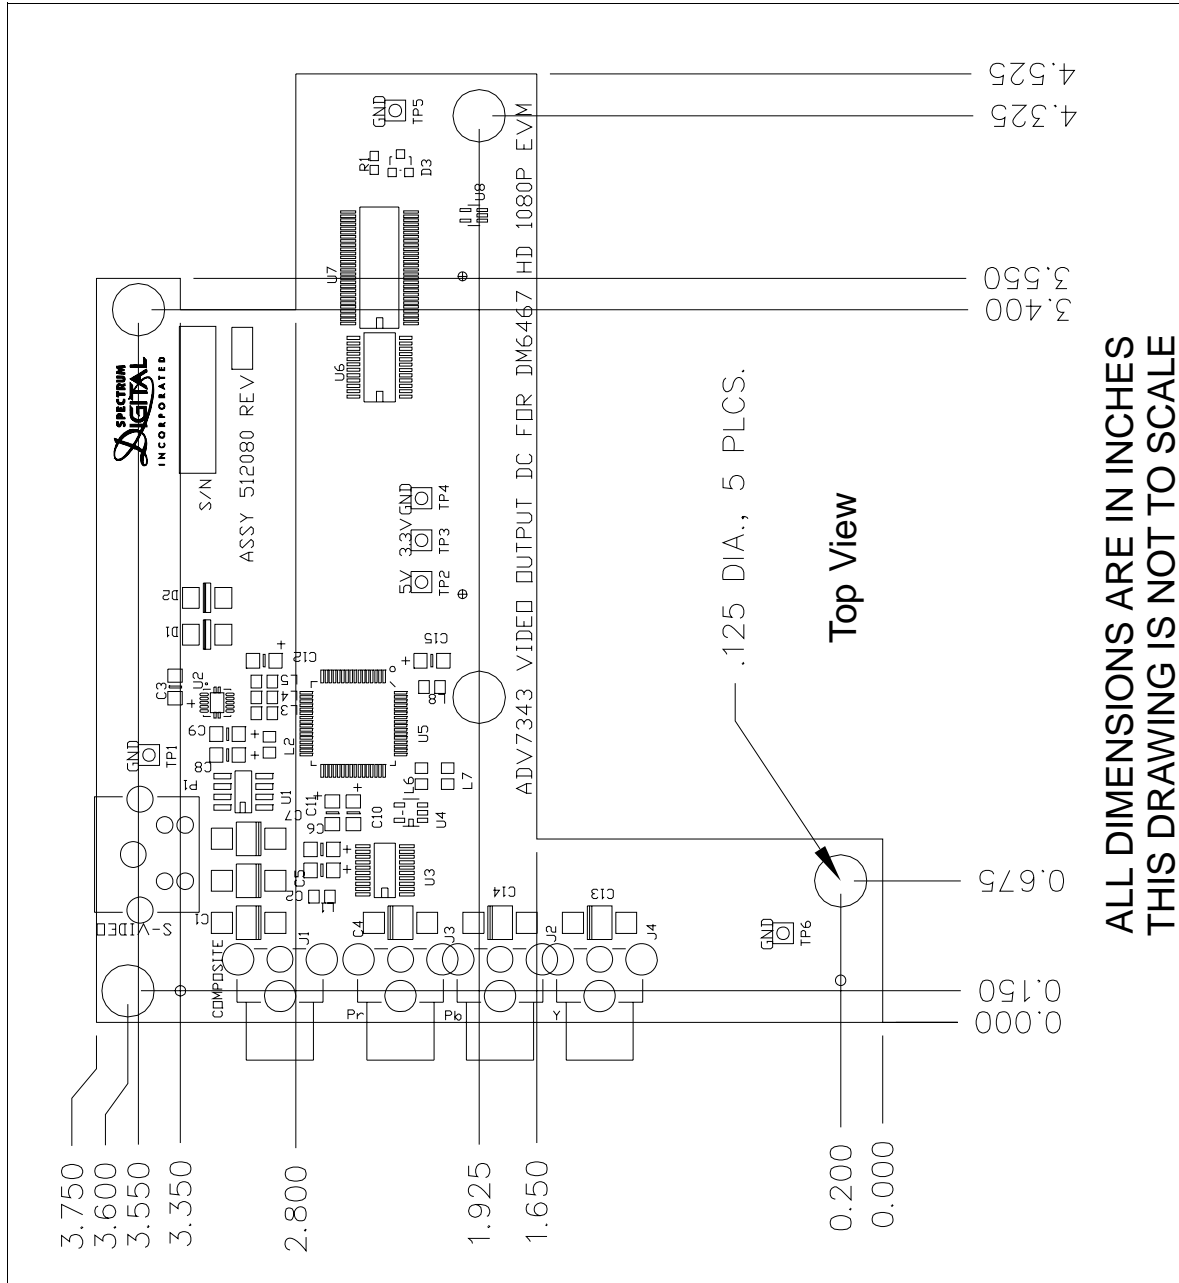 4.525
4.325
3.550
3.400
0.675
0.150
0.000
3.750
3.600
3.550
3.350
2.800
1.925
1.650
0.200
0.000
SPECTRUM
DIGITAL
INCORPORATED
S/N
ASSY 512080 REV
ADV7343 VIDEO OUTPUT DC FOR DM6467 HD 1080P EVM
GND
TP5
R1
D3
U8
U7
U6
GND
TP4
3.3V
TP3
5V
TP2
D2
D1
C3
U2
C12
L5
L4
L3
C15
L8
U5
C9
C8
L2
GND
TP1
P1
U1
C7
C11
C10
C6
L6
L7
U4
U3
C5
C2
L1
C1
S-VIDEO
COMPOSITE
J1
C4
J3
C14
J2
C13
J4
Pr
Pb
Y
GND
TP6
.125 DIA., 5 PLCS.
Top View
ALL DIMENSIONS ARE IN INCHES
THIS DRAWING IS NOT TO SCALE